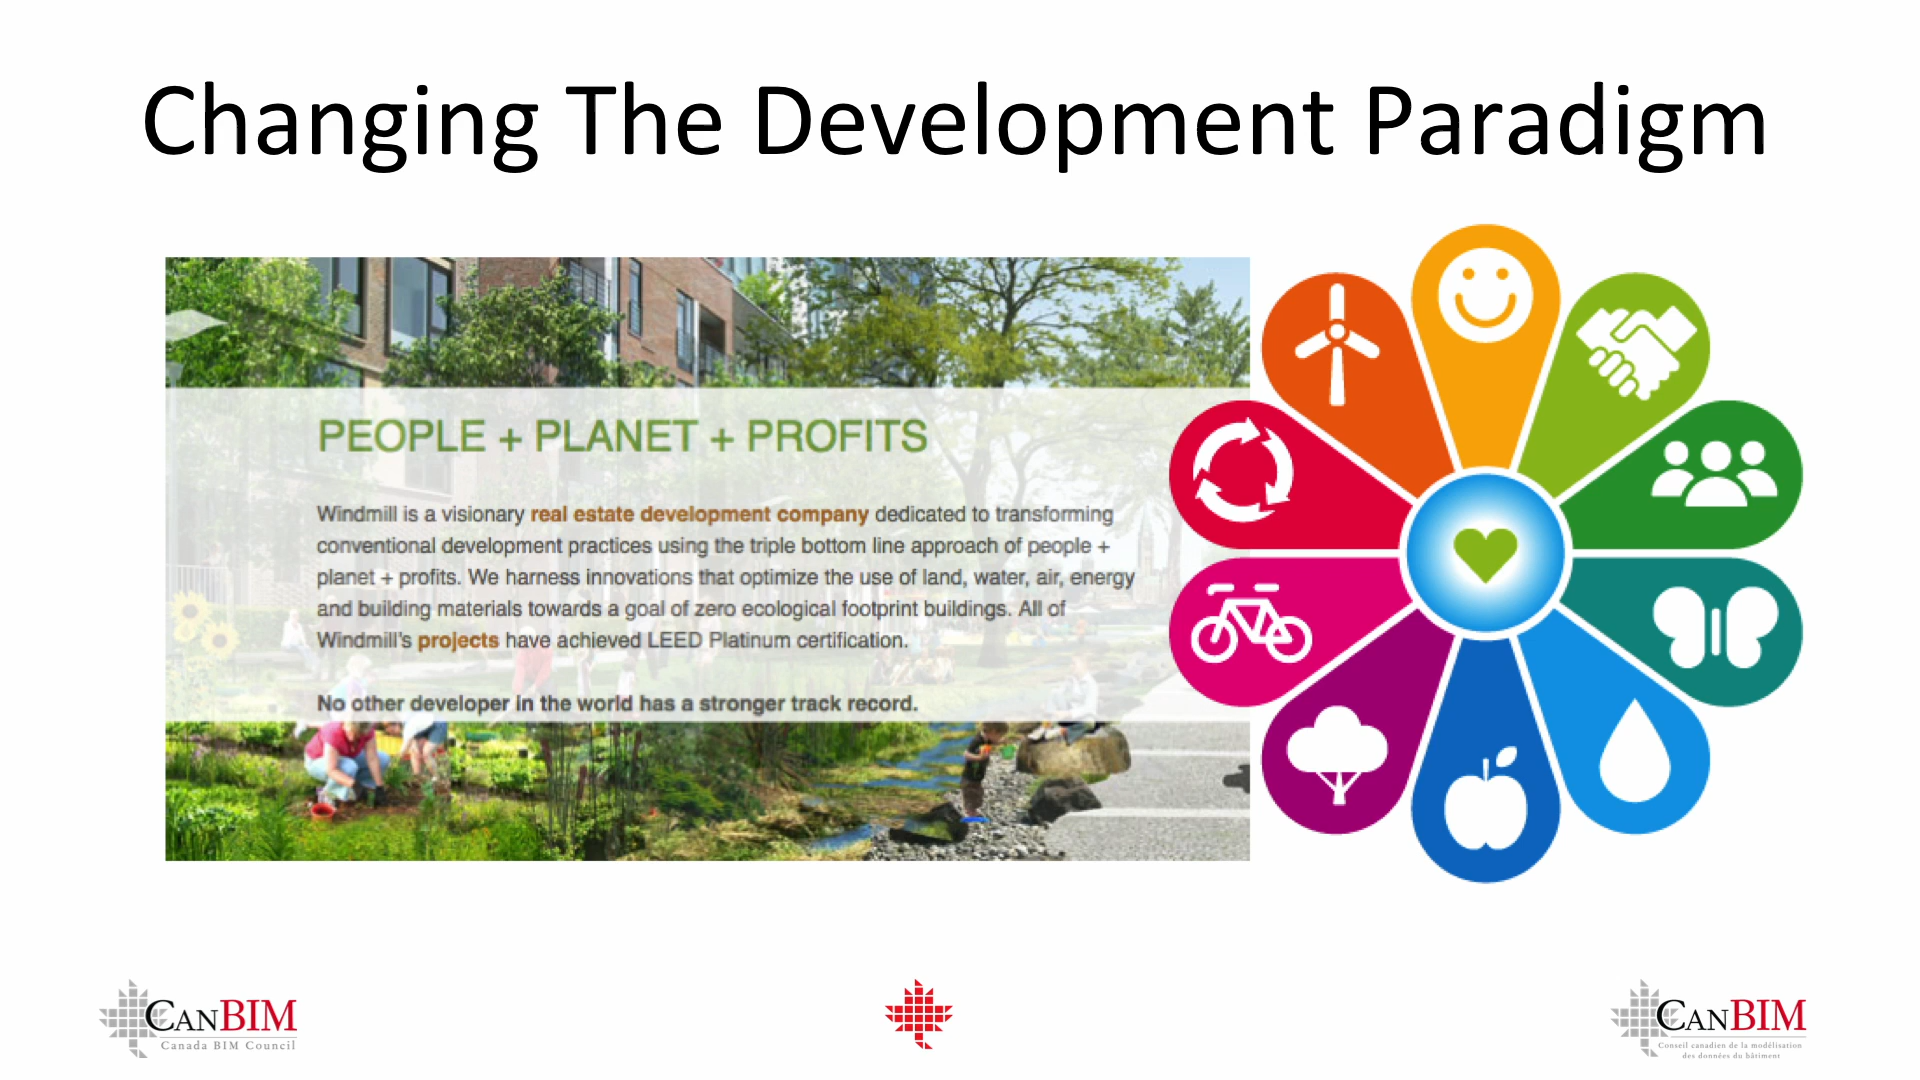 Changing The Development Paradigm
PEOPLE + PLANET + PROFITS
Windmill is a visionary real estate development company dedicated to transforming
conventional development practices using the triple bottom line approach of people +
planet + profits. We harness innovations that optimize the use of land, water, air, energy
and building materials towards a goal of zero ecological footprint buildings. All of
Windmill's projects have achieved LEED Platinum certification.
No other developer in the world has a stronger track record.
CANBIM
Canada BIM Council
CANBIM
Conseil canadien de la modélisation
des données du bâtiment